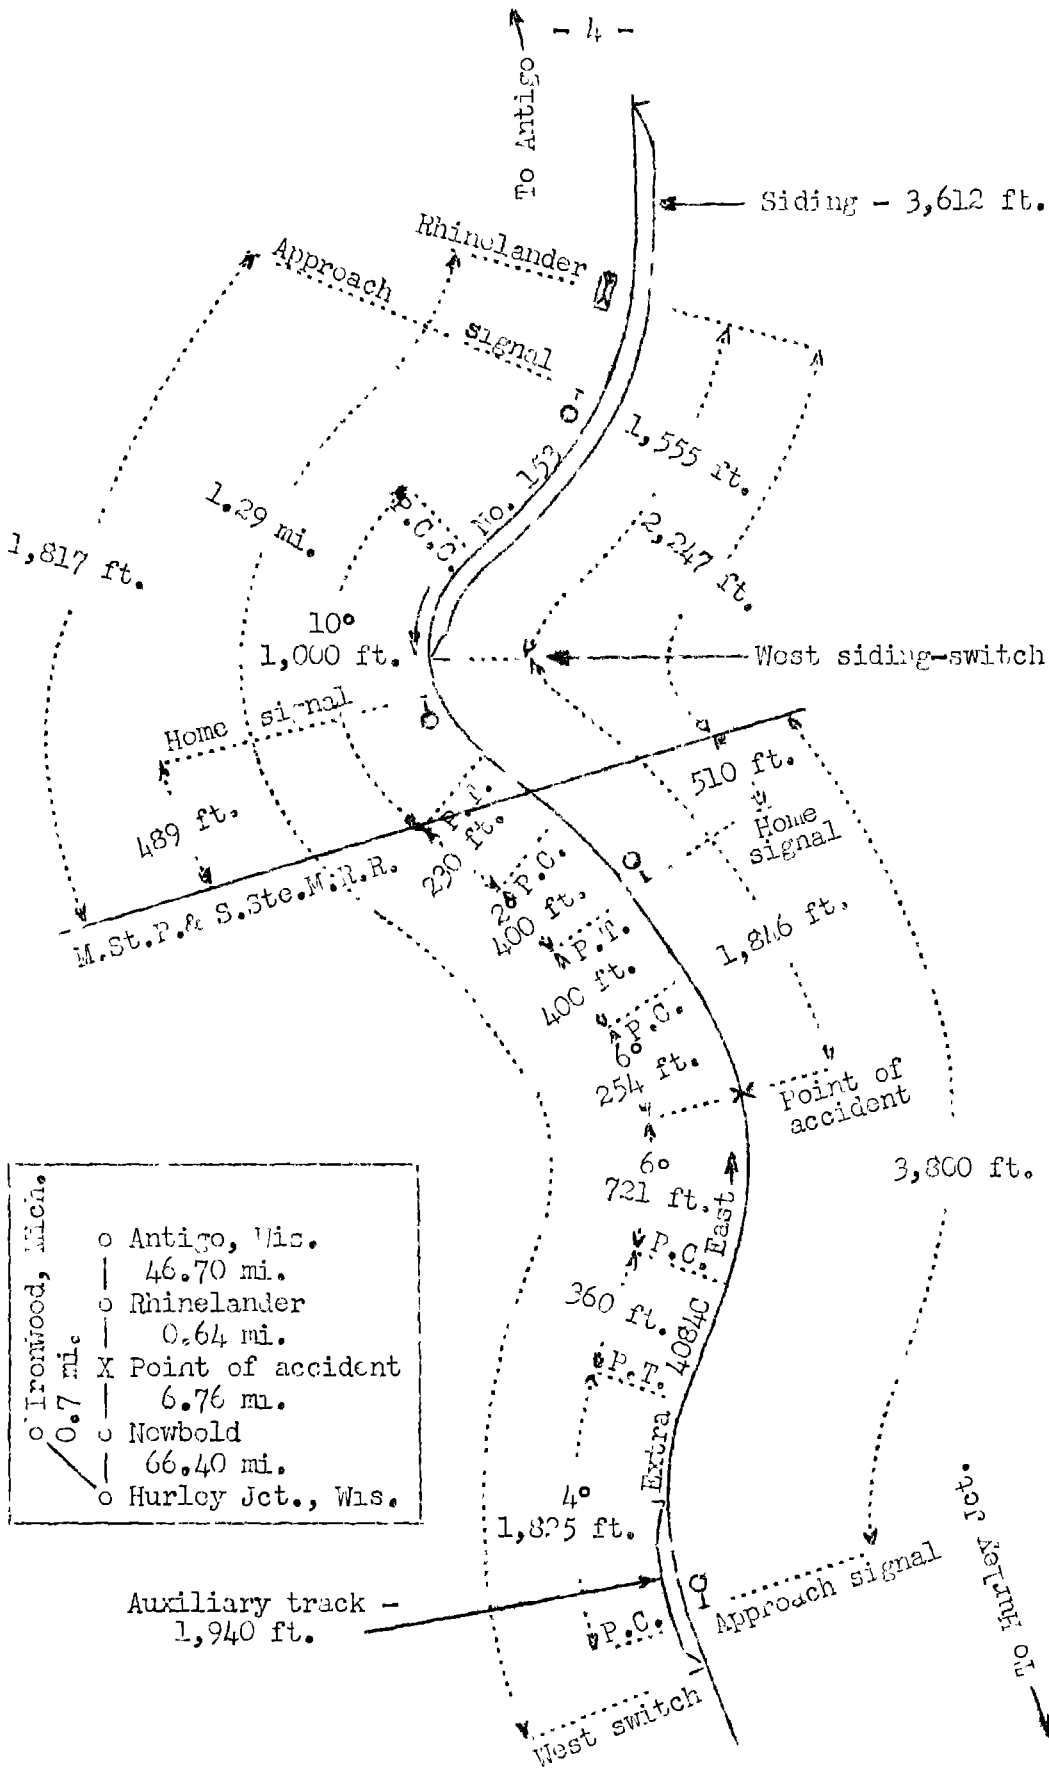 - 4 -
To Antigo
Siding - 3,612 ft.
Rhinelander
Approach
signal
1,555 ft.
No. 153
P.C.C.
1.29 mi.
2,247 ft.
1,817 ft.
10°
1,000 ft.
West siding-switch
Home signal
510 ft.
P.T.
489 ft.
230 ft.
Home
signal
M.St.P.& S.Ste.M.R.R.
P.C.
2°
400 ft.
P.T.
1,846 ft.
400 ft.
P.C.
6°
254 ft.
Point of
accident
6°
721 ft.
3,800 ft.
P.C.
360 ft.
P.T.
Extra 4084C East
Ironwood, Mich.
0.7 mi.
Antigo, Wis.
46.70 mi.
Rhinelander
0.64 mi.
X Point of accident
6.76 mi.
Newbold
66.40 mi.
Hurley Jct., Wis.
4°
ft.
Approach signal
To Hurley Jct.
Auxiliary track -
1,940 ft.
P.C.
West switch